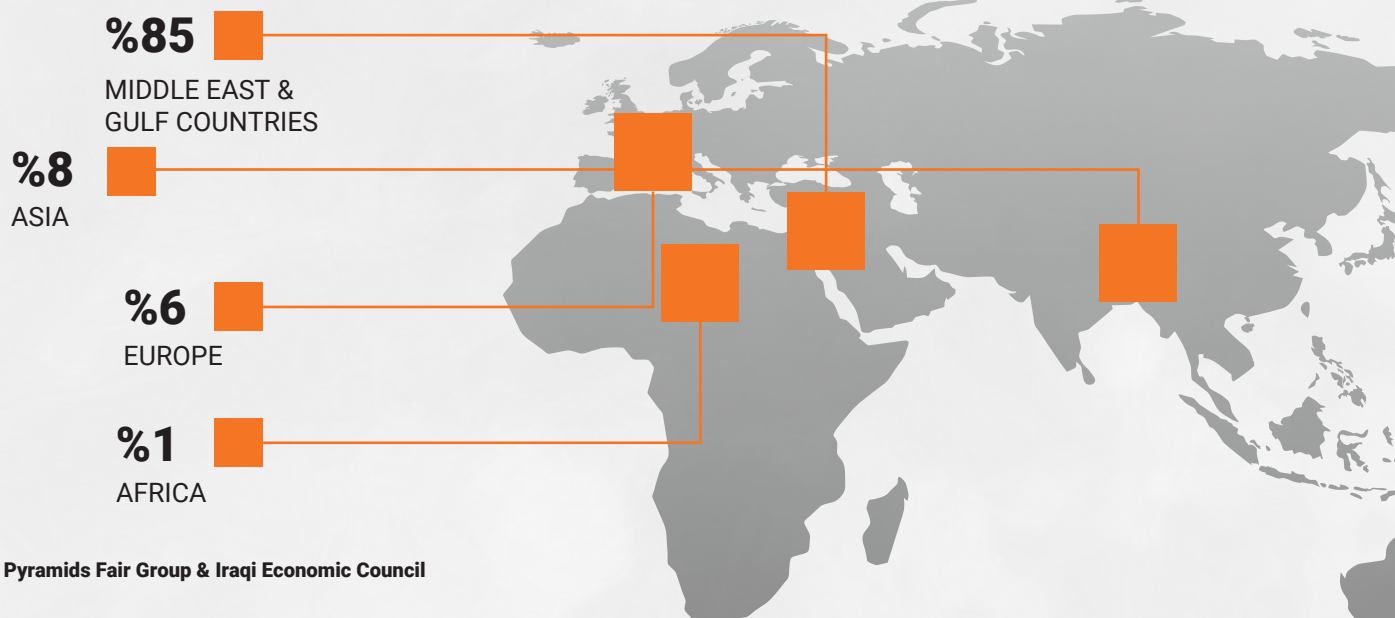 %85
MIDDLE EAST &
GULF COUNTRIES
%8
ASIA
%6
EUROPE
%1
AFRICA
Pyramids Fair Group & Iraqi Economic Council